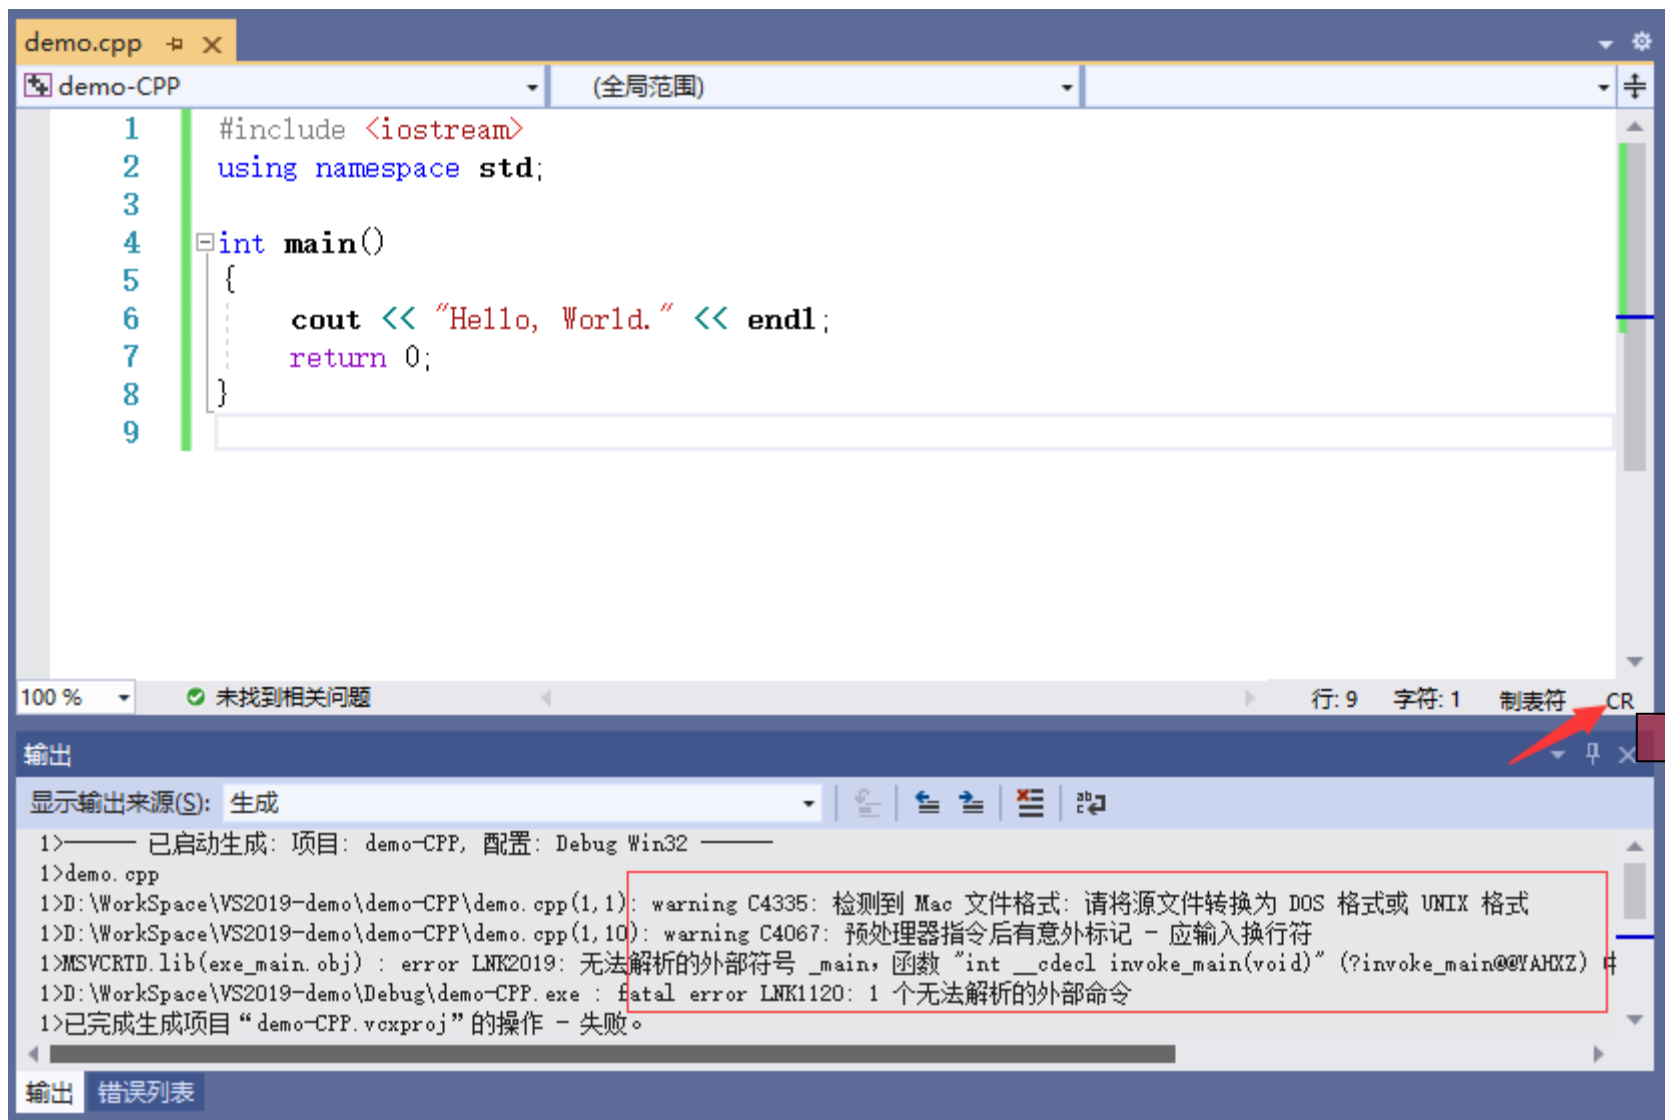 demo.cpp
demo-CPP (全局范围)
1 #include <iostream>
2 using namespace std;
3
4 int main()
5 {
6 cout << "Hello, World." << endl;
7 return 0;
8 }
9
100 % 未找到相关问题 行: 9 字符: 1 制表符 CR
输出
显示输出来源(S): 生成
1>------ 已启动生成: 项目: demo-CPP, 配置: Debug Win32 ------
1>demo.cpp
1>D:\WorkSpace\VS2019-demo\demo-CPP\demo.cpp(1,1): warning C4335: 检测到 Mac 文件格式: 请将源文件转换为 DOS 格式或 UNIX 格式
1>D:\WorkSpace\VS2019-demo\demo-CPP\demo.cpp(1,10): warning C4067: 预处理器指令后有意外标记 - 应输入换行符
1>MSVCRTD.lib(exe_main.obj) : error LNK2019: 无法解析的外部符号 _main，函数 "int __cdecl invoke_main(void)" (?invoke_main@@YAHXZ)
1>D:\WorkSpace\VS2019-demo\Debug\demo-CPP.exe : fatal error LNK1120: 1 个无法解析的外部命令
1>已完成生成项目“demo-CPP.vcxproj”的操作 - 失败。
输出 错误列表